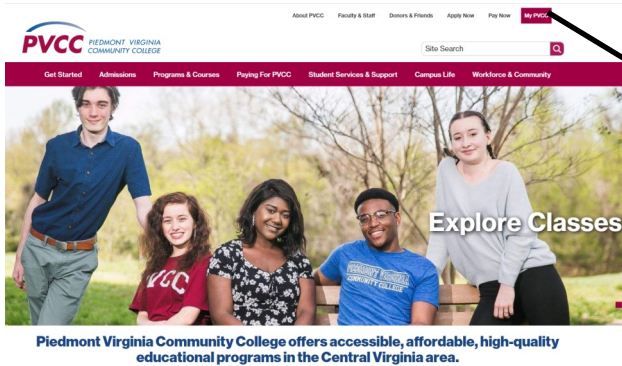 About PVCC Faculty & Staff Donors & Friends Apply Now Pay Now My PVCC
PVCC PIEDMONT VIRGINIA
COMMUNITY COLLEGE
Site Search
Get Started Admissions Programs & Courses Paying For PVCC Student Services & Support Campus Life Workforce & Community
Explore Classes
PVCC
PIEDMONT VIRGINIA
COMMUNITY COLLEGE
Piedmont Virginia Community College offers accessible, affordable, high-quality
educational programs in the Central Virginia area.